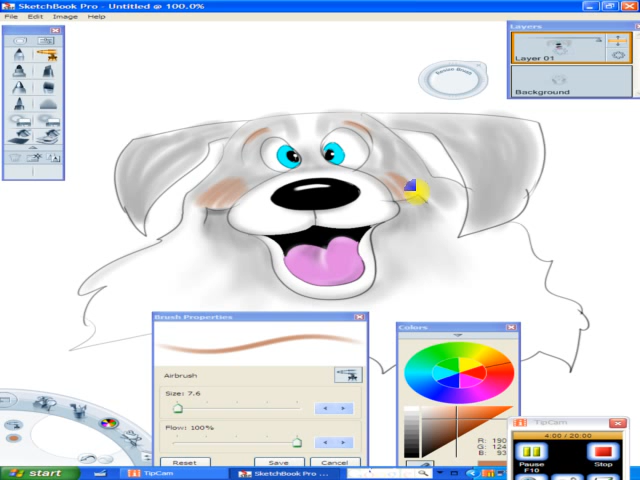 SketchBook Pro - Untitled @ 100.0%
File Edit Image Help
Layers
Layer 01
Background
Brush Properties
Airbrush
Size: 7.6
Flow: 100%
Reset Save Cancel
Colors
R: 190
G: 124
B: 93
TipCam
4:00 / 20:00
Pause
F10
Stop
start
TipCam
SketchBook Pro ...